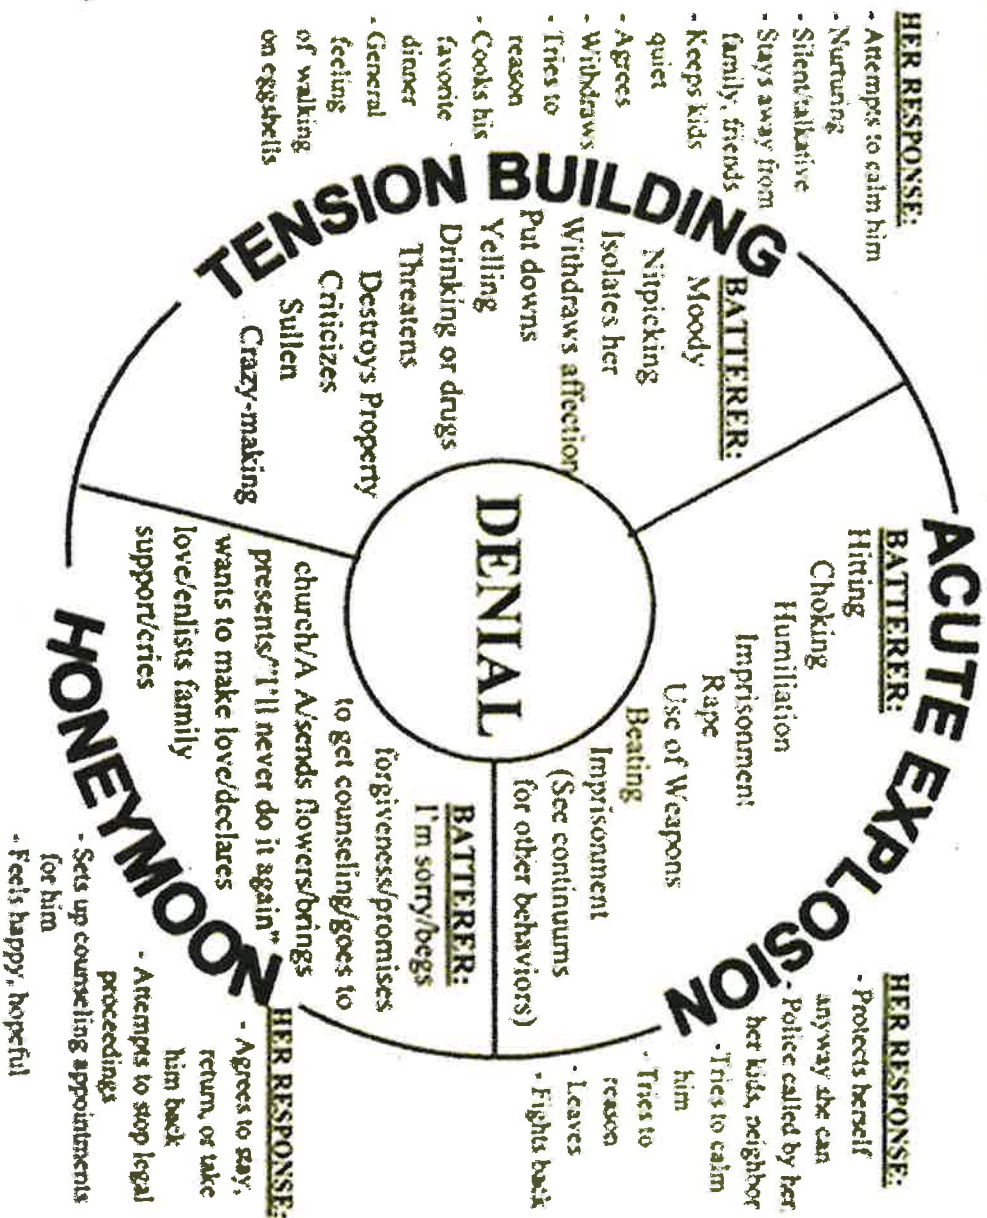 HER RESPONSE:
- Attempts to calm him
- Nurturing
- Silent/talkative
- Stays away from
family, friends
- Keeps kids
quiet
- Agrees
- Withdraws
- Tries to
reason
- Cooks his
favorite
dinner
- General
feeling
of walking
on eggshells
TENSION BUILDING
BATTERER:
Moody
Nitpicking
Isolates her
Withdraws affection
Put downs
Yelling
Drinking or drugs
Threatens
Destroys Property
Criticizes
Sullen
Crazy-making
DENIAL
ACUTE EXPLOSION
BATTERER:
Hitting
Choking
Humiliation
Imprisonment
Rape
Use of Weapons
Beating
Imprisonment
(See continuums
for other behaviors)
HER RESPONSE:
- Protects herself
anyway she can
- Police called by her,
her kids, neighbor
- Tries to calm
him
- Tries to
reason
- Leaves
- Fights back
HONEYMOON
BATTERER:
I'm sorry/begs
forgiveness/promises
to get counseling/goes to
church/A A/sends flowers/brings
presents/"I'll never do it again"
wants to make love/declares
love/enlists family
support/cries
HER RESPONSE:
- Agrees to stay,
return, or take
him back
- Attempts to stop legal
proceedings
- Sets up counseling appointments
for him
- Feels happy, hopeful